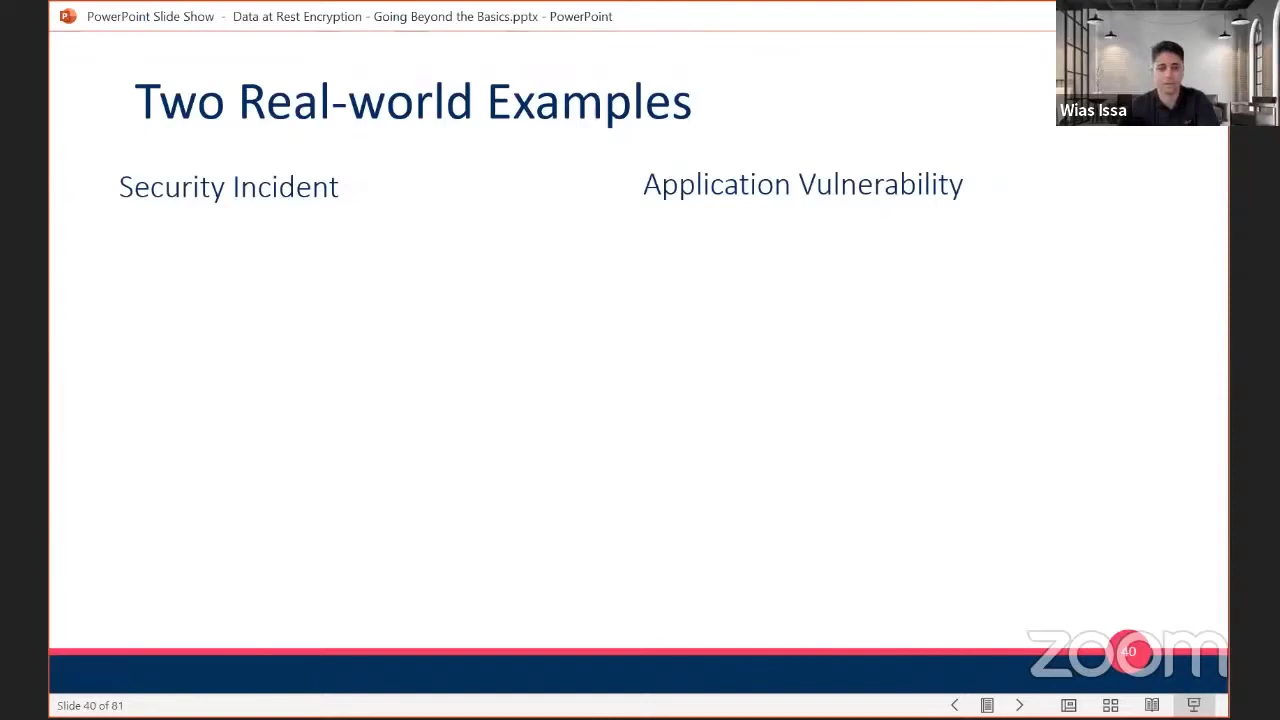 PowerPoint Slide Show - Data at Rest Encryption - Going Beyond the Basics.pptx - PowerPoint
Wias Issa
Two Real-world Examples
Security Incident
Application Vulnerability
40
zoom
Slide 40 of 81